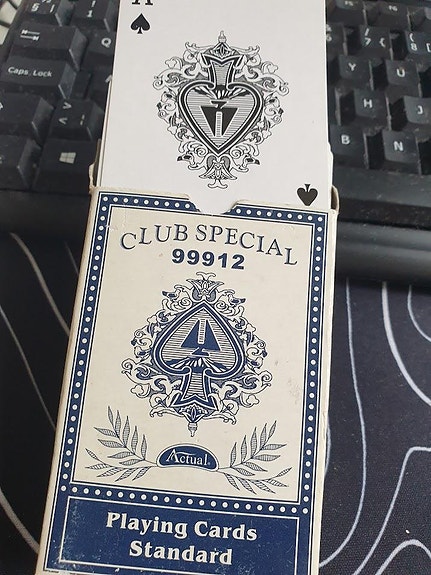 A
CLUB SPECIAL
99912
Actual
Playing Cards
Standard
Caps Lock